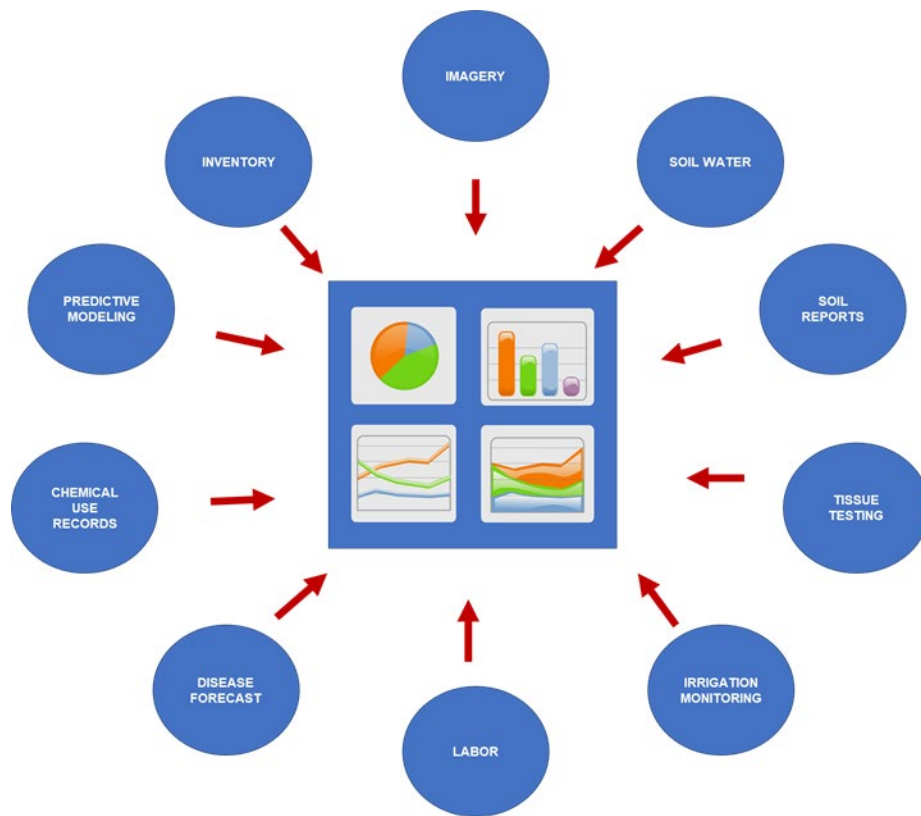 IMAGERY
INVENTORY
SOIL WATER
PREDICTIVE
MODELING
SOIL
REPORTS
CHEMICAL
USE
RECORDS
TISSUE
TESTING
DISEASE
FORECAST
IRRIGATION
MONITORING
LABOR